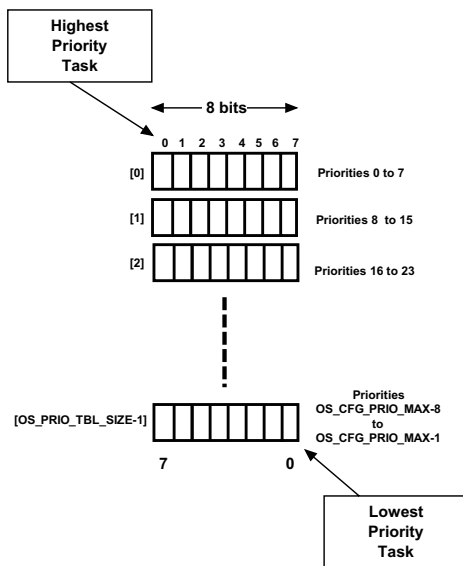 Highest
Priority
Task
8 bits
0 1 2 3 4 5 6 7
[0] Priorities 0 to 7
[1] Priorities 8 to 15
[2] Priorities 16 to 23
[OS_PRIO_TBL_SIZE-1]
Priorities
OS_CFG_PRIO_MAX-8
to
OS_CFG_PRIO_MAX-1
7 0
Lowest
Priority
Task